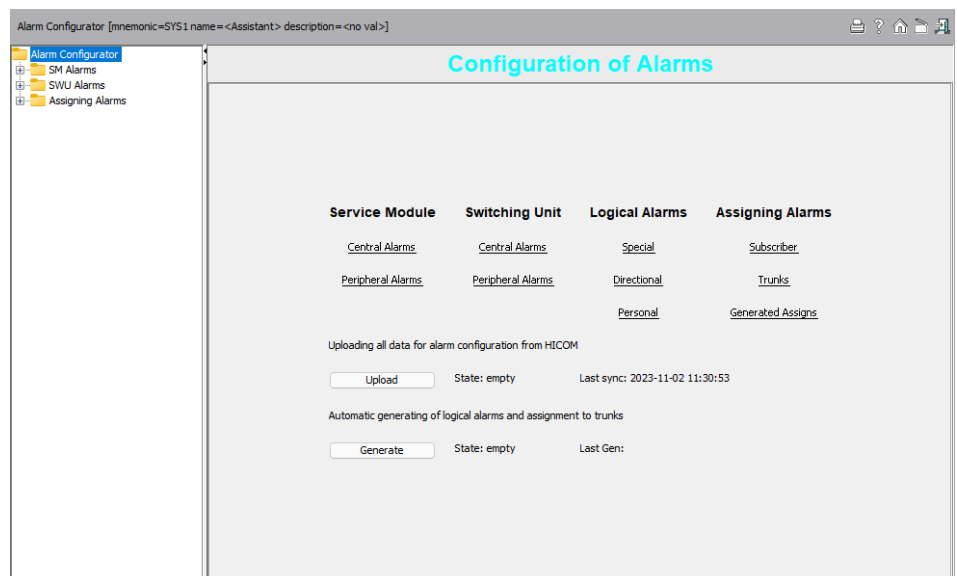 Alarm Configurator [mnemonic=SYS1 name=<Assistant> description=<no val>]
Alarm Configurator
SM Alarms
SWU Alarms
Assigning Alarms
Configuration of Alarms
Service Module Switching Unit Logical Alarms Assigning Alarms
Central Alarms Central Alarms Special Subscriber
Peripheral Alarms Peripheral Alarms Directional Trunks
Personal Generated Assigns
Uploading all data for alarm configuration from HICOM
Upload State: empty Last sync: 2023-11-02 11:30:53
Automatic generating of logical alarms and assignment to trunks
Generate State: empty Last Gen: